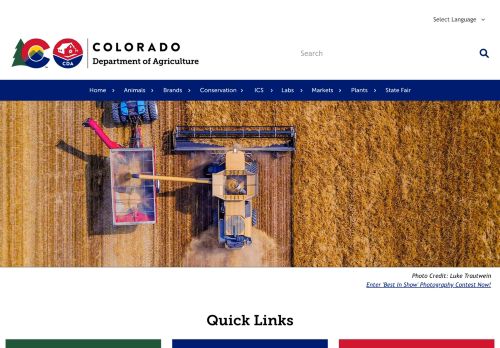 Select Language
COLORADO
Department of Agriculture
CDA
Search
Home Animals Brands Conservation ICS Labs Markets Plants State Fair
Photo Credit: Luke Trautwein
Enter 'Best In Show' Photography Contest Now!
Quick Links